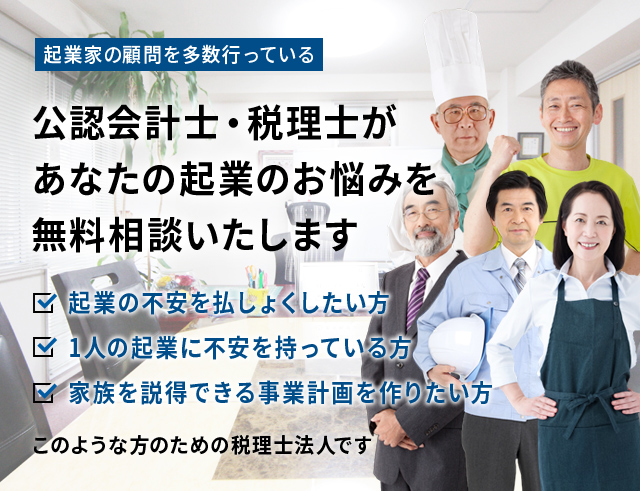 起業家の顧問を多数行っている
公認会計士・税理士が
あなたの起業のお悩みを
無料相談いたします
起業の不安を払しょくしたい方
1人の起業に不安を持っている方
家族を説得できる事業計画を作りたい方
このような方のための税理士法人です